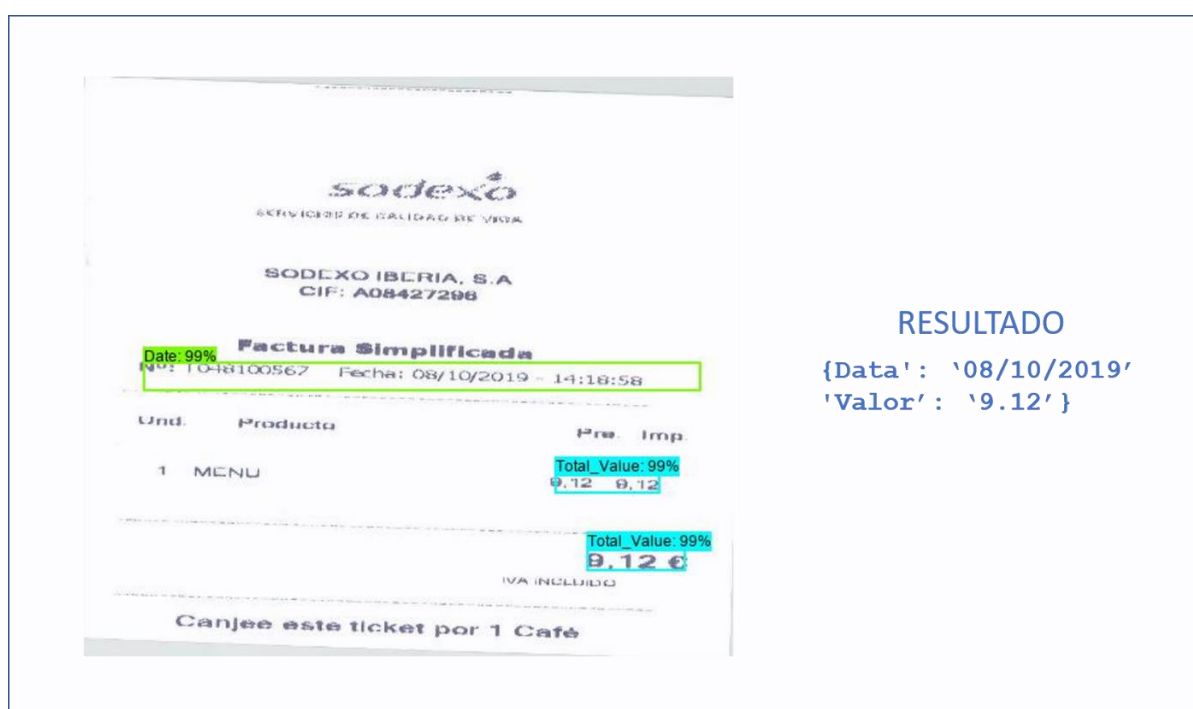 sodexo
SERVICIOS DE CALIDAD DE VIDA
SODEXO IBERIA, S.A
CIF: A08427296
Factura Simplificada
Date: 99%
Nº: T048100567 Fecha: 08/10/2019 - 14:18:58
Und. Producto Pre. Imp.
Total_Value: 99%
1 MENU 9,12 9,12
Total_Value: 99%
9,12 €
IVA INCLUIDO
Canjee este ticket por 1 Café
RESULTADO
{Data': ‘08/10/2019’
'Valor’: ‘9.12’}